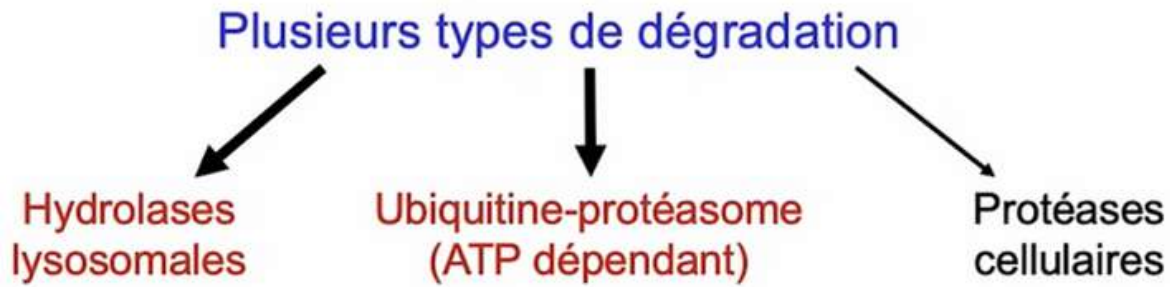 Plusieurs types de dégradation
Hydrolases
lysosomales
Ubiquitine-protéasome
(ATP dépendant)
Protéases
cellulaires